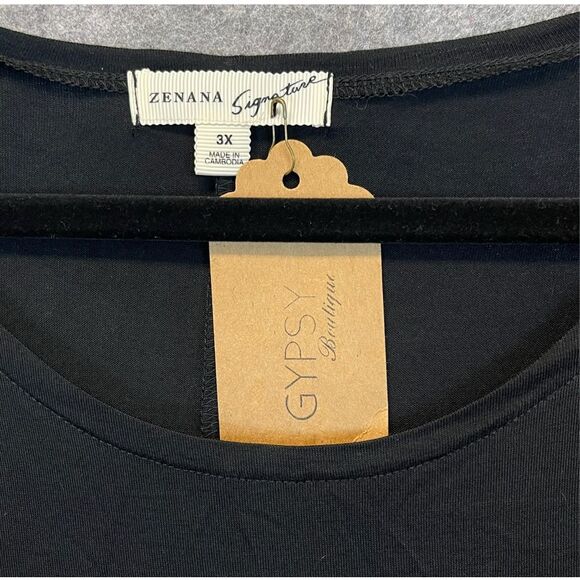 ZENANA Signature
3X
MADE IN
CAMBODIA
GYPSY
Boutique